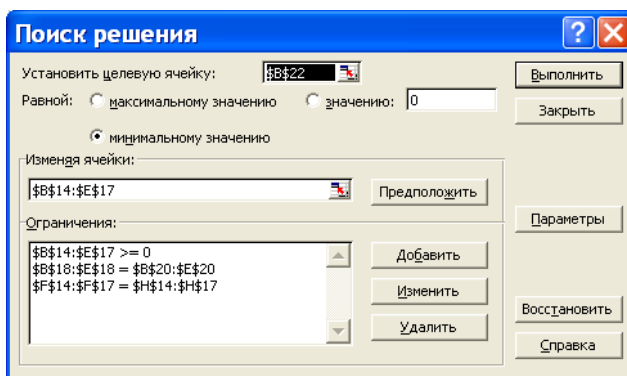 Поиск решения
Установить целевую ячейку: $B$22
Выполнить
Равной: максимальному значению значению: 0
Закрыть
минимальному значению
Изменяя ячейки:
$B$14:$E$17
Предположить
Параметры
Ограничения:
$B$14:$E$17 >= 0
$B$18:$E$18 = $B$20:$E$20
$F$14:$F$17 = $H$14:$H$17
Добавить
Изменить
Удалить
Восстановить
Справка